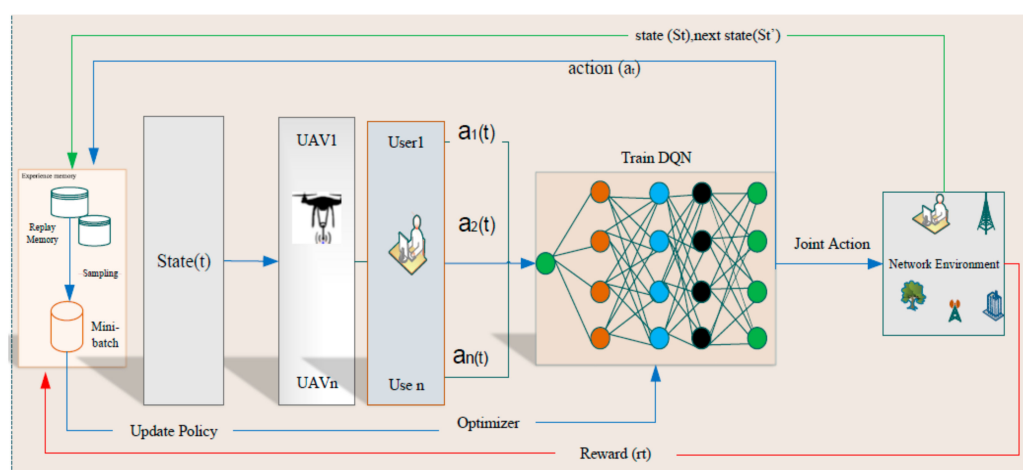 state (St),next state(St’)
action (at)
UAV1
User1
a1(t)
Train DQN
Experience memory
Replay
Memory
a2(t)
State(t)
Joint Action
Network Environment
Sampling
Mini-
batch
an(t)
UAVn
Use n
Update Policy
Optimizer
Reward (rt)